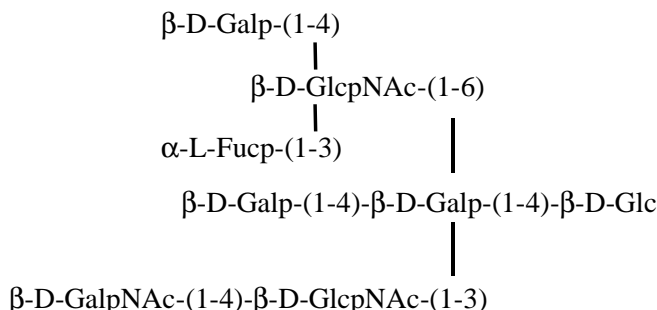 β-D-Galp-(1-4)
β-D-GlcpNAc-(1-6)
α-L-Fucp-(1-3)
β-D-Galp-(1-4)-β-D-Galp-(1-4)-β-D-Glc
β-D-GalpNAc-(1-4)-β-D-GlcpNAc-(1-3)